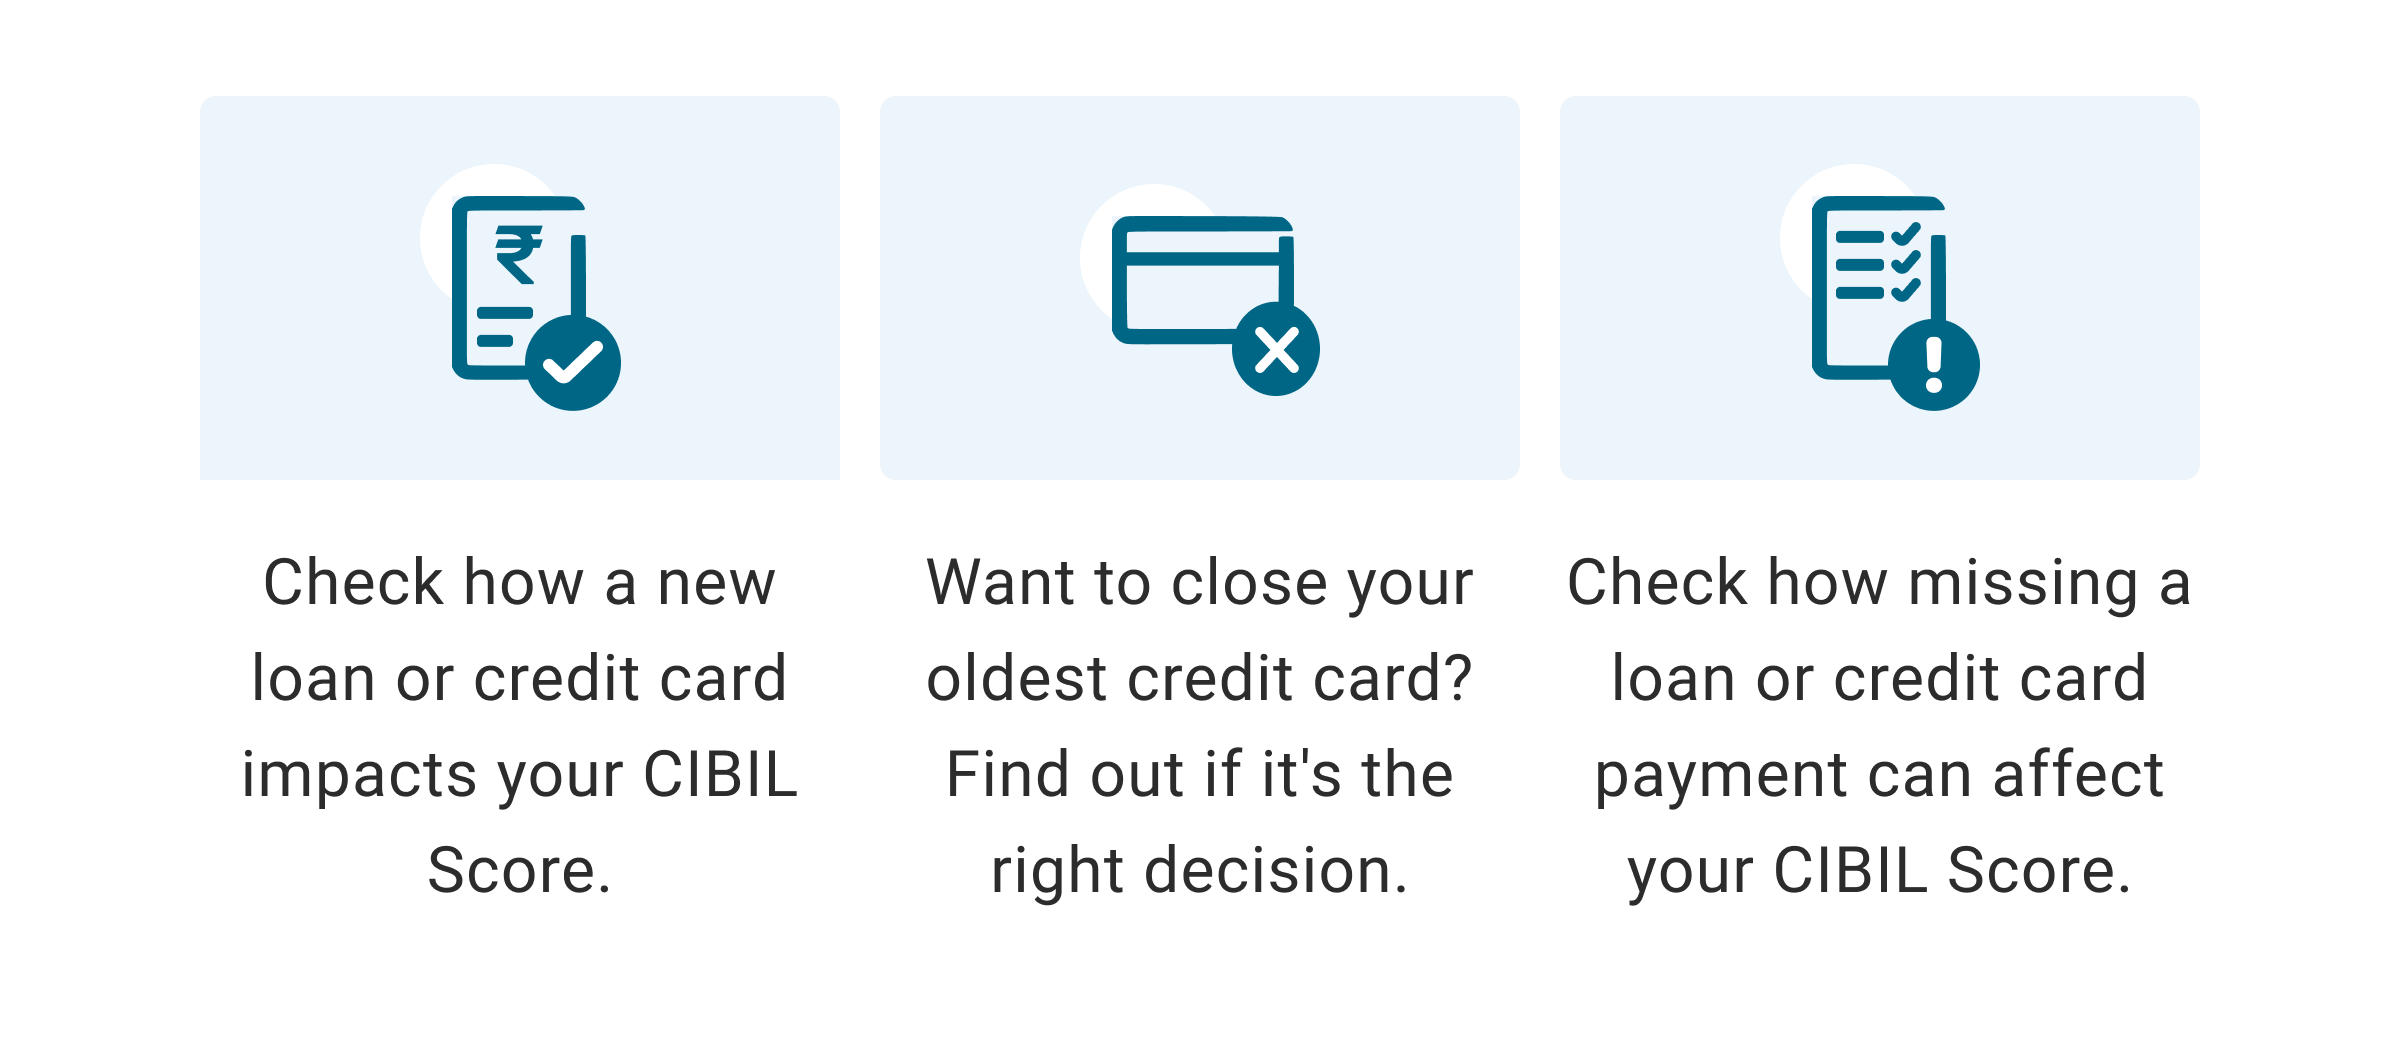 ₹
Check how a new
loan or credit card
impacts your CIBIL
Score.
Want to close your
oldest credit card?
Find out if it's the
right decision.
Check how missing a
loan or credit card
payment can affect
your CIBIL Score.